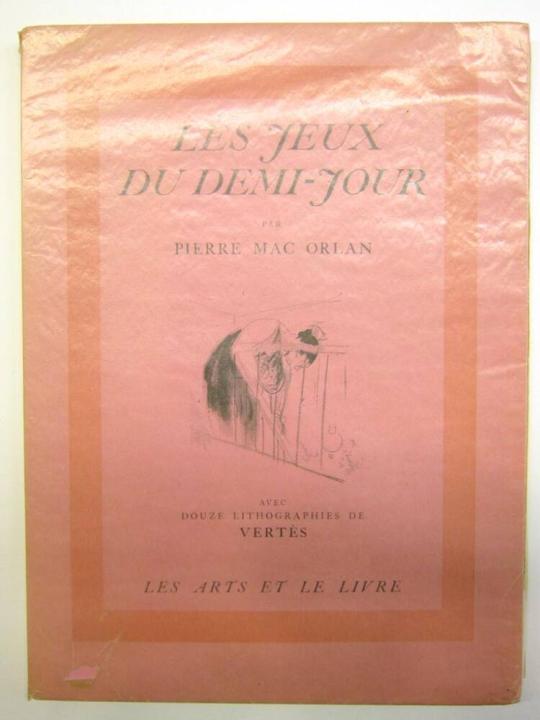 LES JEUX
DU DEMI-JOUR
PAR
PIERRE MAC ORLAN
AVEC
DOUZE LITHOGRAPHIES DE
VERTÈS
LES ARTS ET LE LIVRE